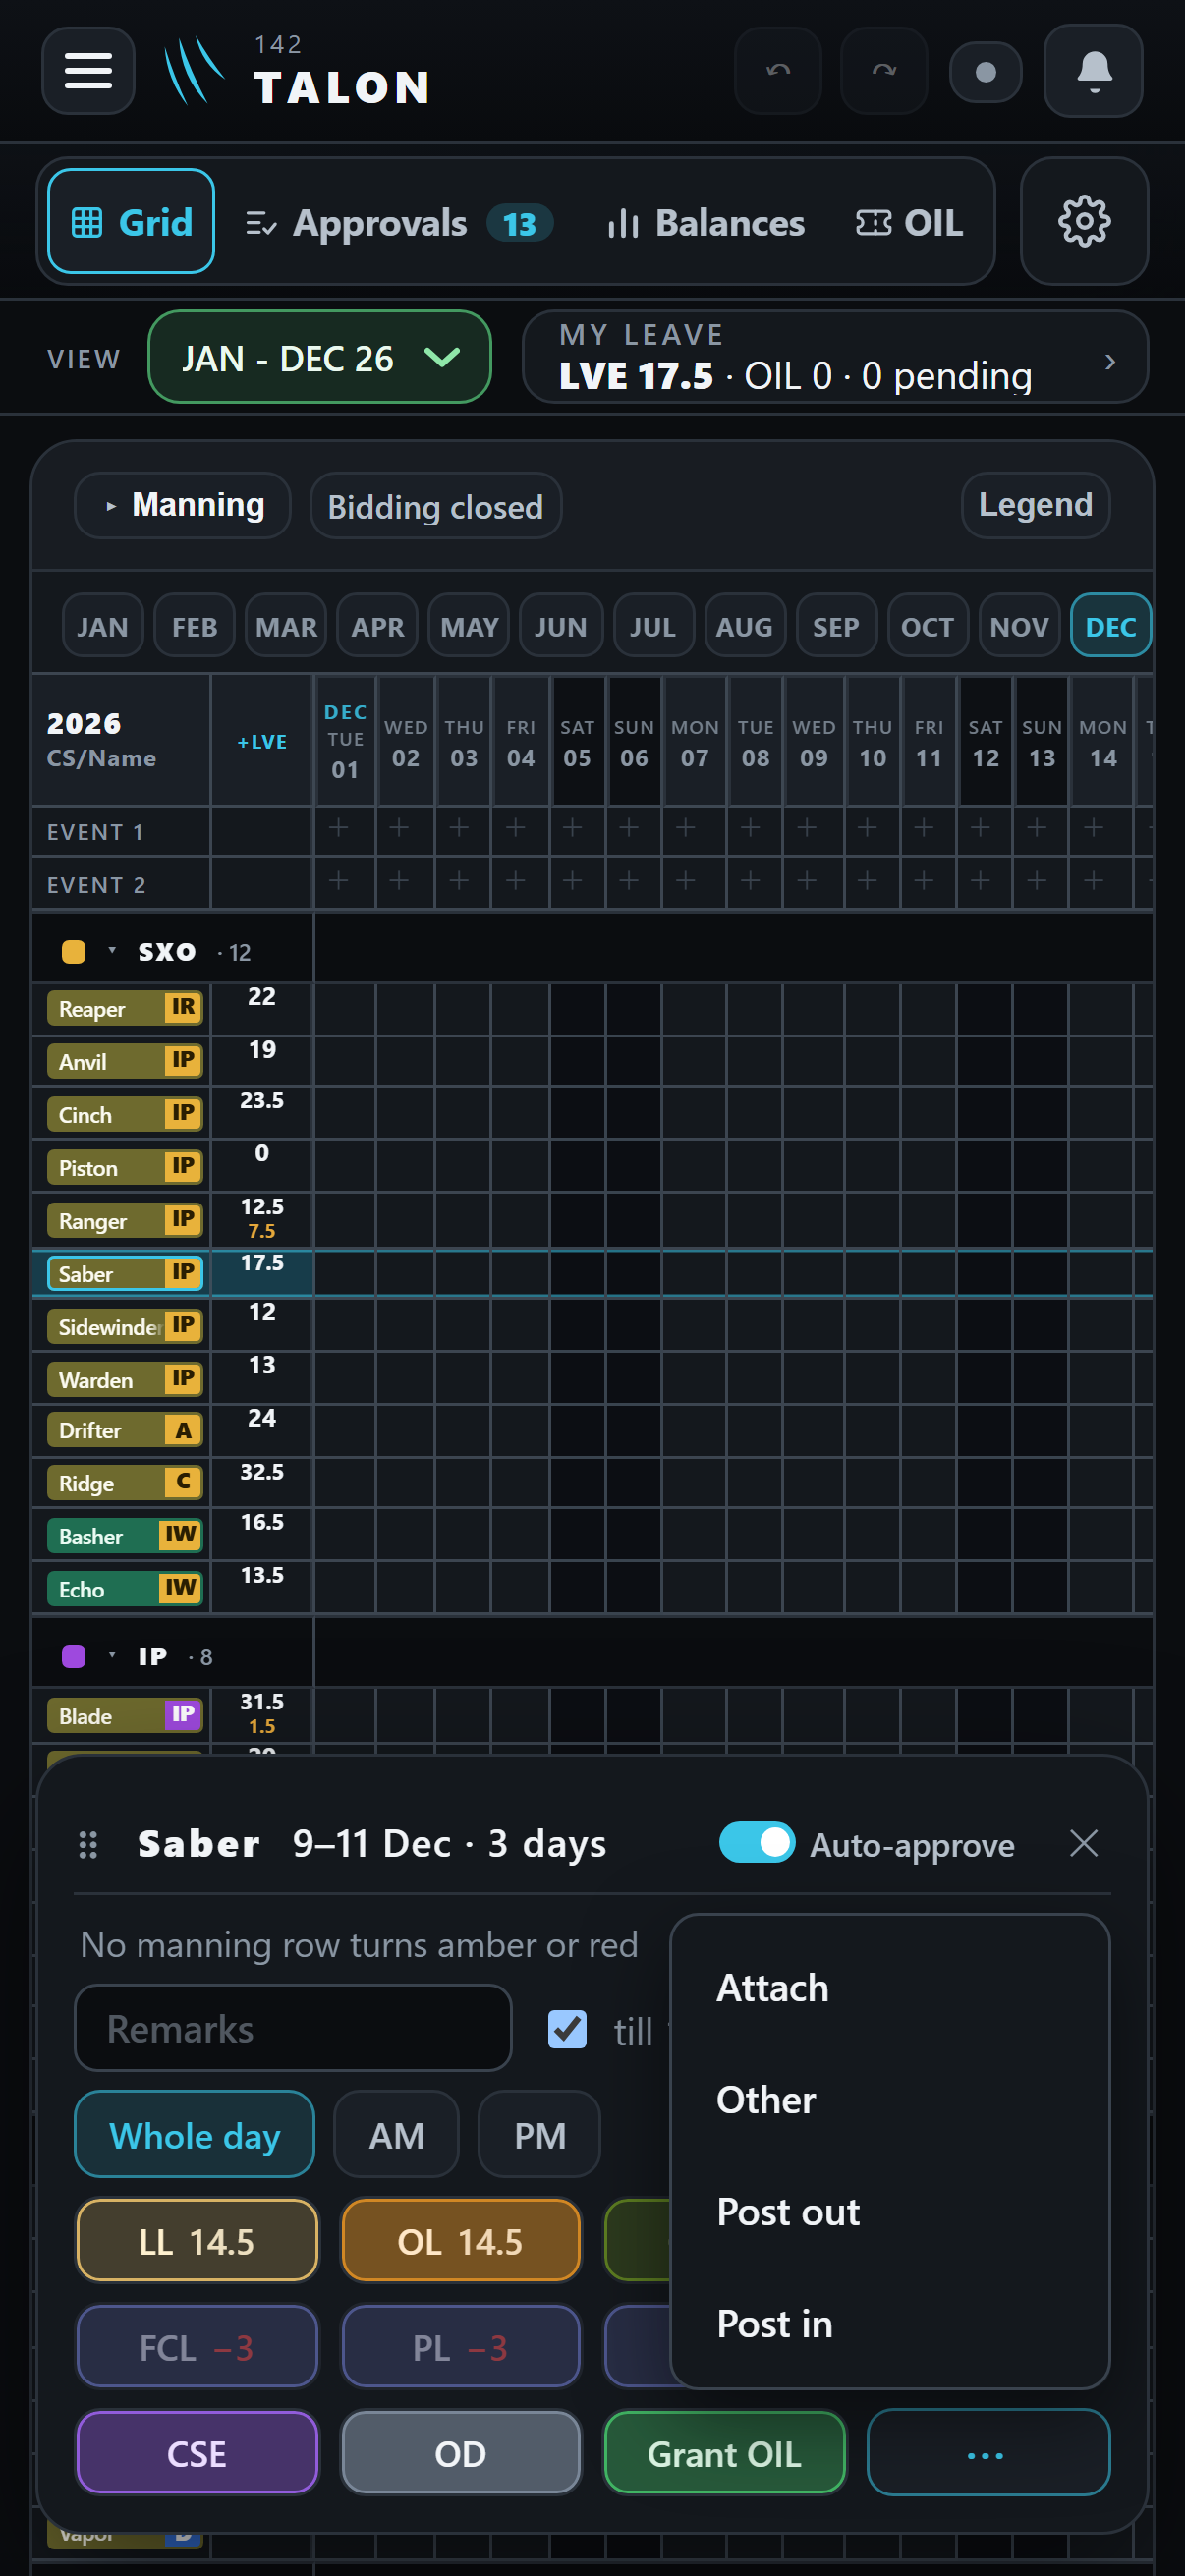 142
TALON
Grid
Approvals 13
Balances
OIL
VIEW
JAN - DEC 26
MY LEAVE
LVE 17.5 · OIL 0 · 0 pending
Manning
Bidding closed
Legend
JAN FEB MAR APR MAY JUN JUL AUG SEP OCT NOV DEC
2026
CS/Name
+LVE
DEC TUE 01
WED 02
THU 03
FRI 04
SAT 05
SUN 06
MON 07
TUE 08
WED 09
THU 10
FRI 11
SAT 12
SUN 13
MON 14
EVENT 1
EVENT 2
SXO · 12
Reaper IR 22
Anvil IP 19
Cinch IP 23.5
Piston IP 0
Ranger IP 12.5
7.5
Saber IP 17.5
Sidewinder IP 12
Warden IP 13
Drifter A 24
Ridge C 32.5
Basher IW 16.5
Echo IW 13.5
IP · 8
Blade IP 31.5
1.5
Saber 9–11 Dec · 3 days
Auto-approve
No manning row turns amber or red
Remarks
till
Whole day AM PM
LL 14.5
OL 14.5
FCL −3
PL −3
CSE
OD
Grant OIL
...
Attach
Other
Post out
Post in